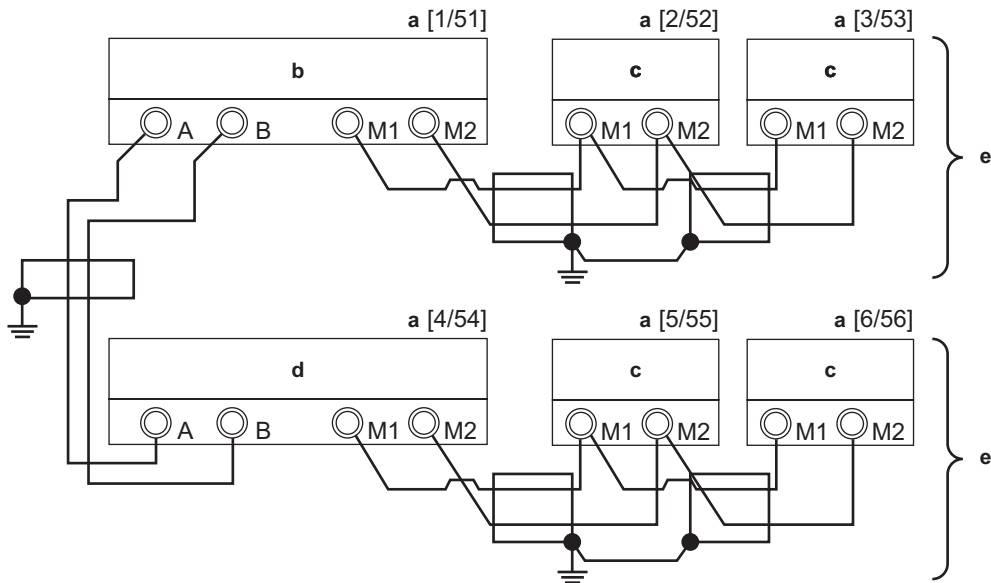 a [1/51] a [2/52] a [3/53]
b c c
A B M1 M2 M1 M2 M1 M2
e
a [4/54] a [5/55] a [6/56]
d c c
A B M1 M2 M1 M2 M1 M2
e